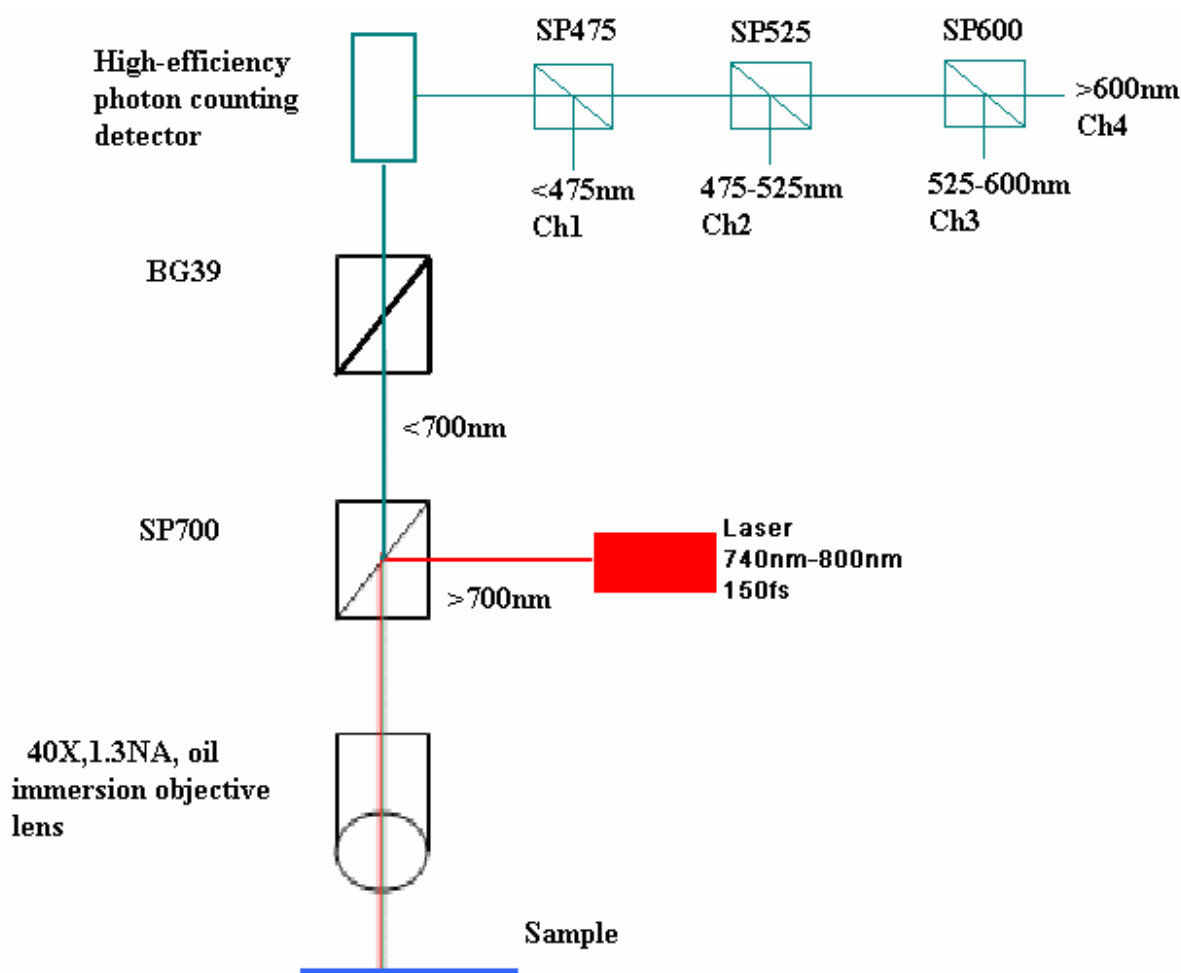 SP475
SP525
SP600
High-efficiency
photon counting
detector
>600nm
Ch4
<475nm
Ch1
475-525nm
Ch2
525-600nm
Ch3
BG39
<700nm
SP700
Laser
740nm-800nm
150fs
>700nm
40X,1.3NA, oil
immersion objective
lens
Sample